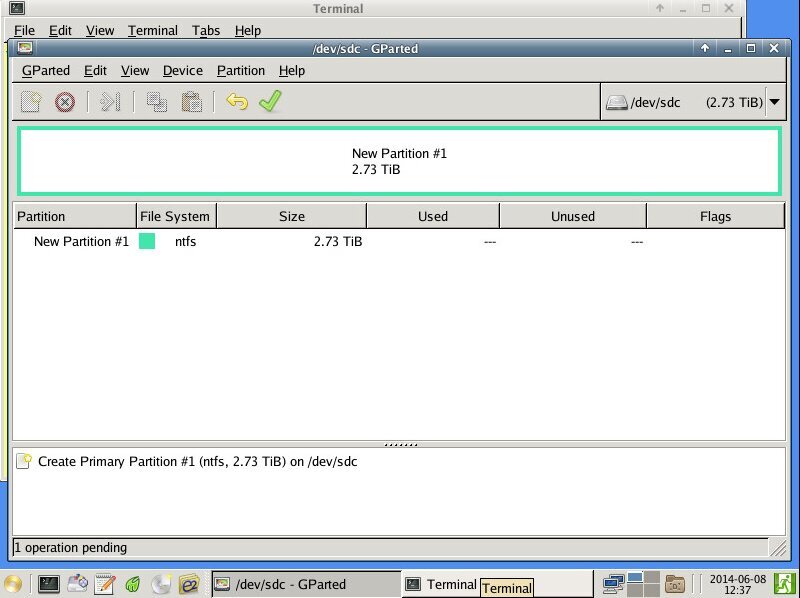 Terminal
File Edit View Terminal Tabs Help
/dev/sdc - GParted
GParted Edit View Device Partition Help
/dev/sdc (2.73 TiB)
New Partition #1
2.73 TiB
Partition File System Size Used Unused Flags
New Partition #1 ntfs 2.73 TiB --- ---
Create Primary Partition #1 (ntfs, 2.73 TiB) on /dev/sdc
1 operation pending
/dev/sdc - GParted Terminal Terminal 2014-06-08
12:37